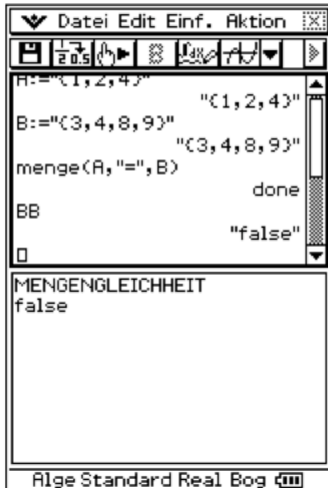 Datei Edit Einf. Aktion
A:="(1,2,4)"
"(1,2,4)"
B:="(3,4,8,9)"
"(3,4,8,9)"
menge(A,"=",B)
done
BB
"false"
MENGENGLEICHHEIT
false
Alge Standard Real Bog